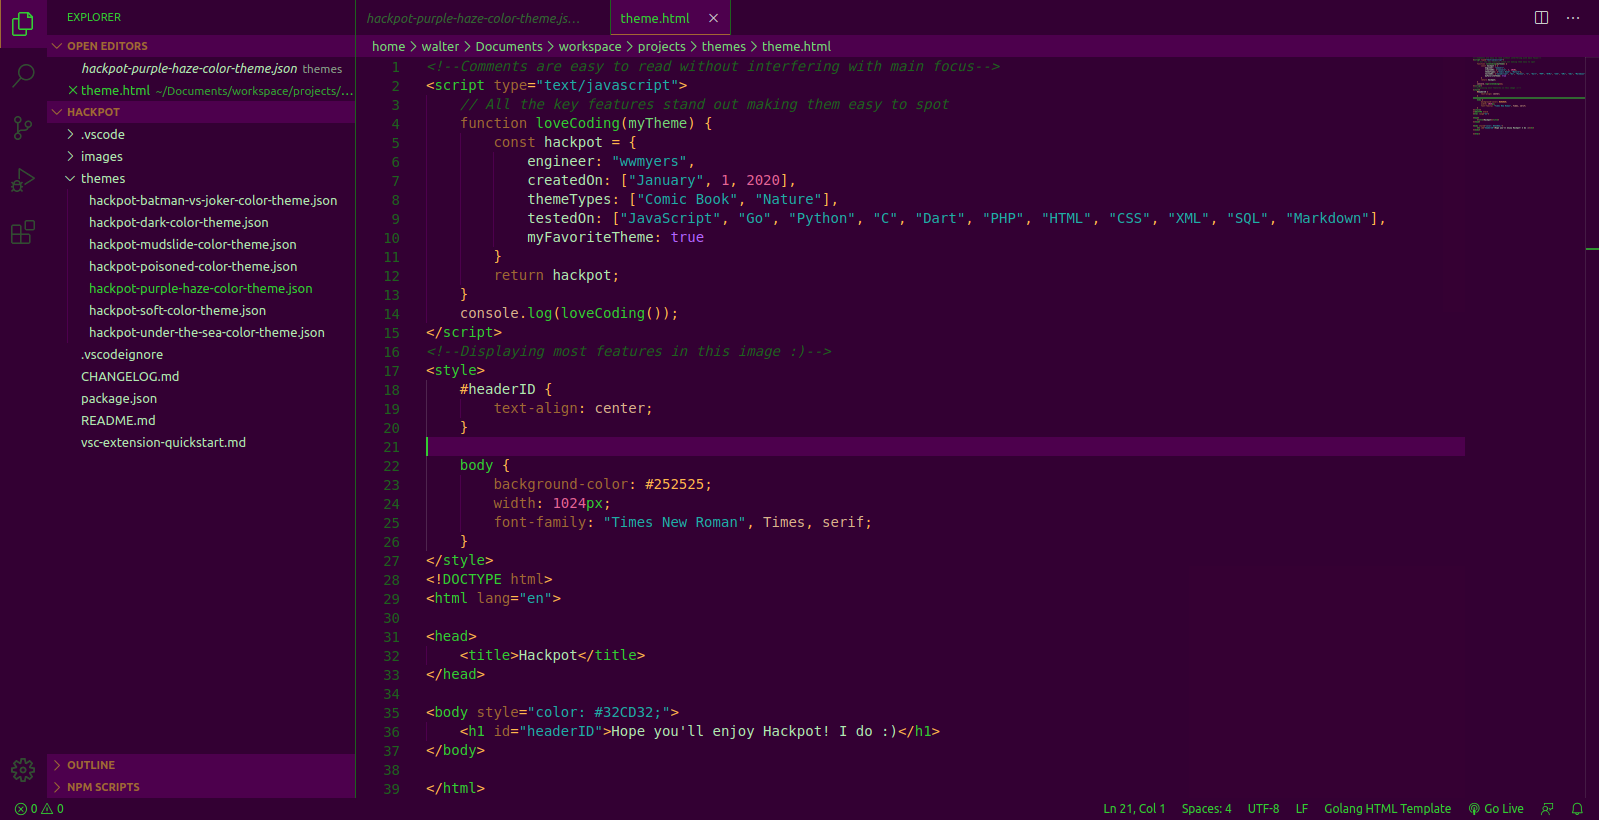 EXPLORER
OPEN EDITORS
hackpot-purple-haze-color-theme.json themes
theme.html ~/Documents/workspace/projects/...
HACKPOT
.vscode
images
themes
hackpot-batman-vs-joker-color-theme.json
hackpot-dark-color-theme.json
hackpot-mudslide-color-theme.json
hackpot-poisoned-color-theme.json
hackpot-purple-haze-color-theme.json
hackpot-soft-color-theme.json
hackpot-under-the-sea-color-theme.json
.vscodeignore
CHANGELOG.md
package.json
README.md
vsc-extension-quickstart.md
OUTLINE
NPM SCRIPTS
hackpot-purple-haze-color-theme.js... theme.html
home > walter > Documents > workspace > projects > themes > theme.html
1 <!--Comments are easy to read without interfering with main focus-->
2 <script type="text/javascript">
3 // All the key features stand out making them easy to spot
4 function loveCoding(myTheme) {
5 const hackpot = {
6 engineer: "wwmyers",
7 createdOn: ["January", 1, 2020],
8 themeTypes: ["Comic Book", "Nature"],
9 testedOn: ["JavaScript", "Go", "Python", "C", "Dart", "PHP", "HTML", "CSS", "XML", "SQL", "Markdown"],
10 myFavoriteTheme: true
11 }
12 return hackpot;
13 }
14 console.log(loveCoding());
15 </script>
16 <!--Displaying most features in this image :)-->
17 <style>
18 #headerID {
19 text-align: center;
20 }
21
22 body {
23 background-color: #252525;
24 width: 1024px;
25 font-family: "Times New Roman", Times, serif;
26 }
27 </style>
28 <!DOCTYPE html>
29 <html lang="en">
30
31 <head>
32 <title>Hackpot</title>
33 </head>
34
35 <body style="color: #32CD32;">
36 <h1 id="headerID">Hope you'll enjoy Hackpot! I do :)</h1>
37 </body>
38
39 </html>
0 0 Ln 21, Col 1 Spaces: 4 UTF-8 LF Golang HTML Template Go Live